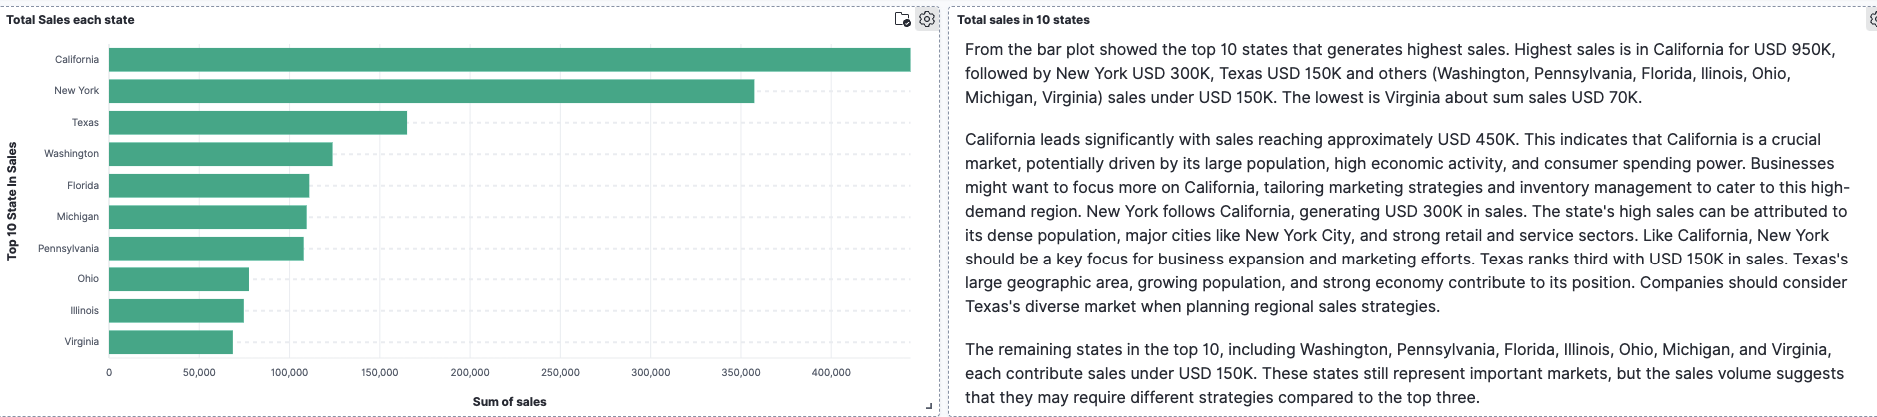 Total Sales each state
Top 10 State In Sales
California
New York
Texas
Washington
Florida
Michigan
Pennsylvania
Ohio
Illinois
Virginia
0 50,000 100,000 150,000 200,000 250,000 300,000 350,000 400,000
Sum of sales
Total sales in 10 states
From the bar plot showed the top 10 states that generates highest sales. Highest sales is in California for USD 950K,
followed by New York USD 300K, Texas USD 150K and others (Washington, Pennsylvania, Florida, Ilinois, Ohio,
Michigan, Virginia) sales under USD 150K. The lowest is Virginia about sum sales USD 70K.
California leads significantly with sales reaching approximately USD 450K. This indicates that California is a crucial
market, potentially driven by its large population, high economic activity, and consumer spending power. Businesses
might want to focus more on California, tailoring marketing strategies and inventory management to cater to this high-
demand region. New York follows California, generating USD 300K in sales. The state's high sales can be attributed to
its dense population, major cities like New York City, and strong retail and service sectors. Like California, New York
should be a key focus for business expansion and marketing efforts. Texas ranks third with USD 150K in sales. Texas's
large geographic area, growing population, and strong economy contribute to its position. Companies should consider
Texas's diverse market when planning regional sales strategies.
The remaining states in the top 10, including Washington, Pennsylvania, Florida, Illinois, Ohio, Michigan, and Virginia,
each contribute sales under USD 150K. These states still represent important markets, but the sales volume suggests
that they may require different strategies compared to the top three.